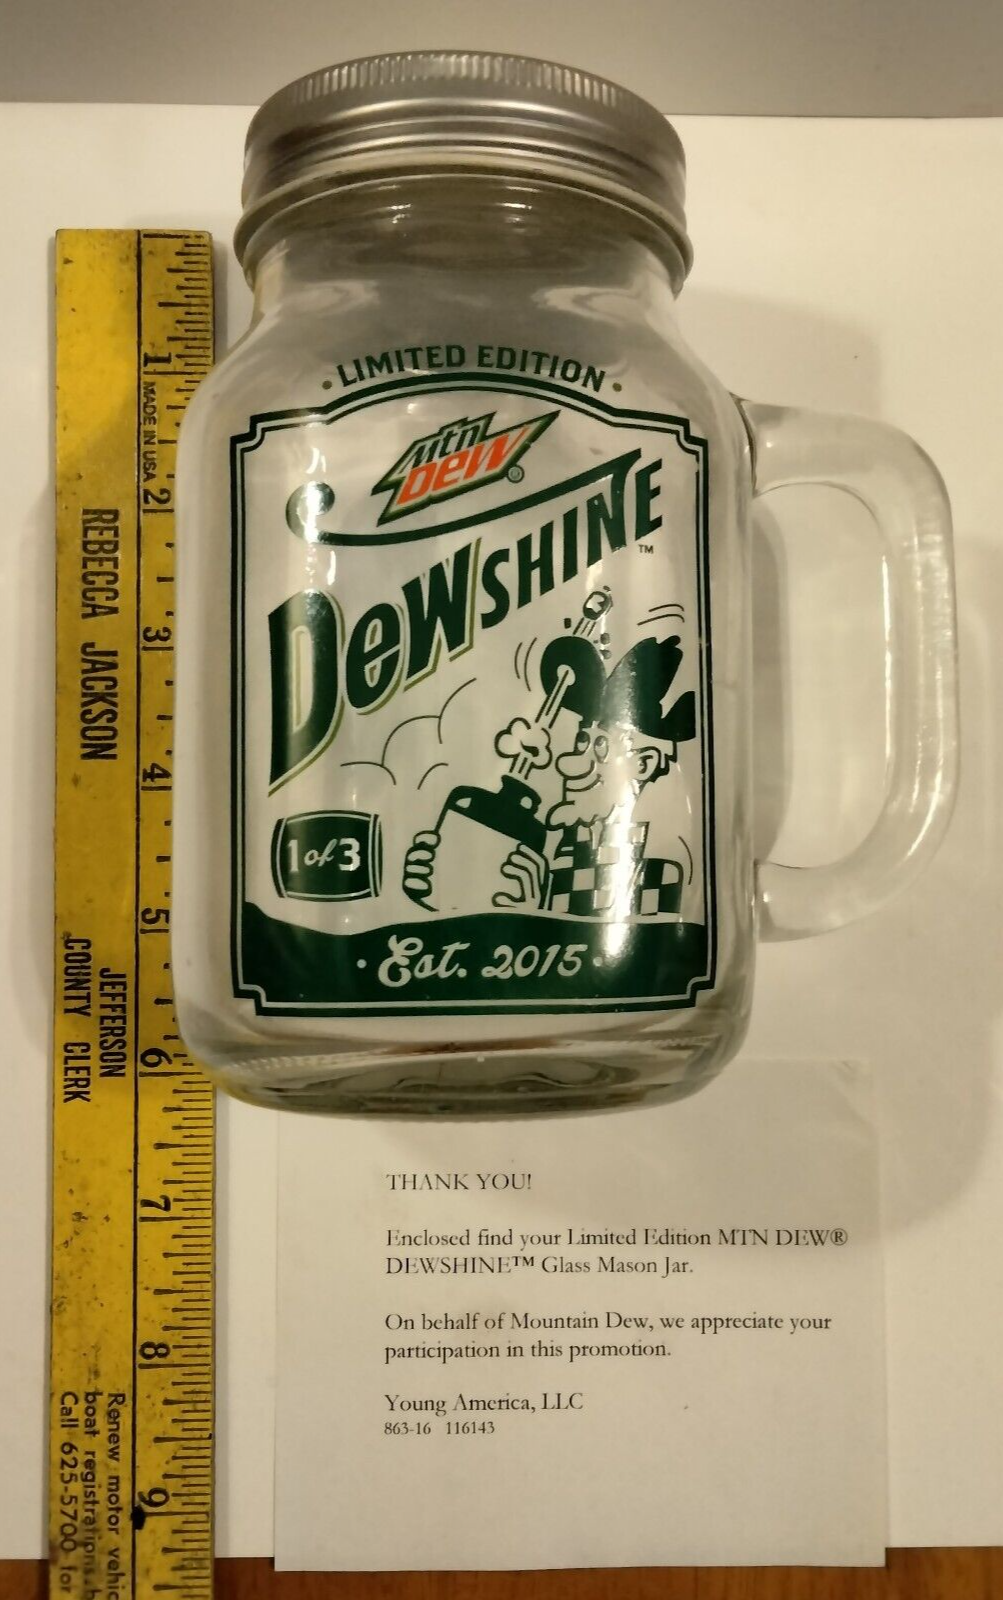 LIMITED EDITION
Mtn
DEW®
DEWSHINE™
1 of 3
Est. 2015
1
MADE IN USA
2
3
4
5
6
7
8
9
REBECCA JACKSON
JEFFERSON
COUNTY CLERK
Renew motor vehic
boat registrations b
Call 625-5700 for
THANK YOU!
Enclosed find your Limited Edition MTN DEW®
DEWSHINE™ Glass Mason Jar.
On behalf of Mountain Dew, we appreciate your
participation in this promotion.
Young America, LLC
863-16 116143